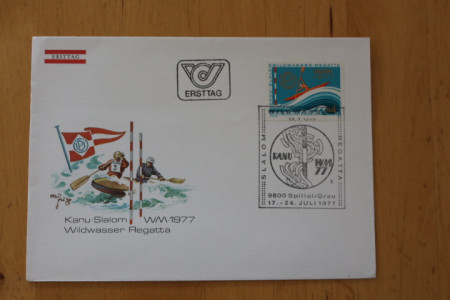 ERSTTAG
ERSTTAG
WILDWASSER REGATTA
SLALOM
REGATTA
KANU WM
77
9800 Spittal-Drau
17. - 24. JULI 1977
Kanu-Slalom WM-1977
Wildwasser Regatta